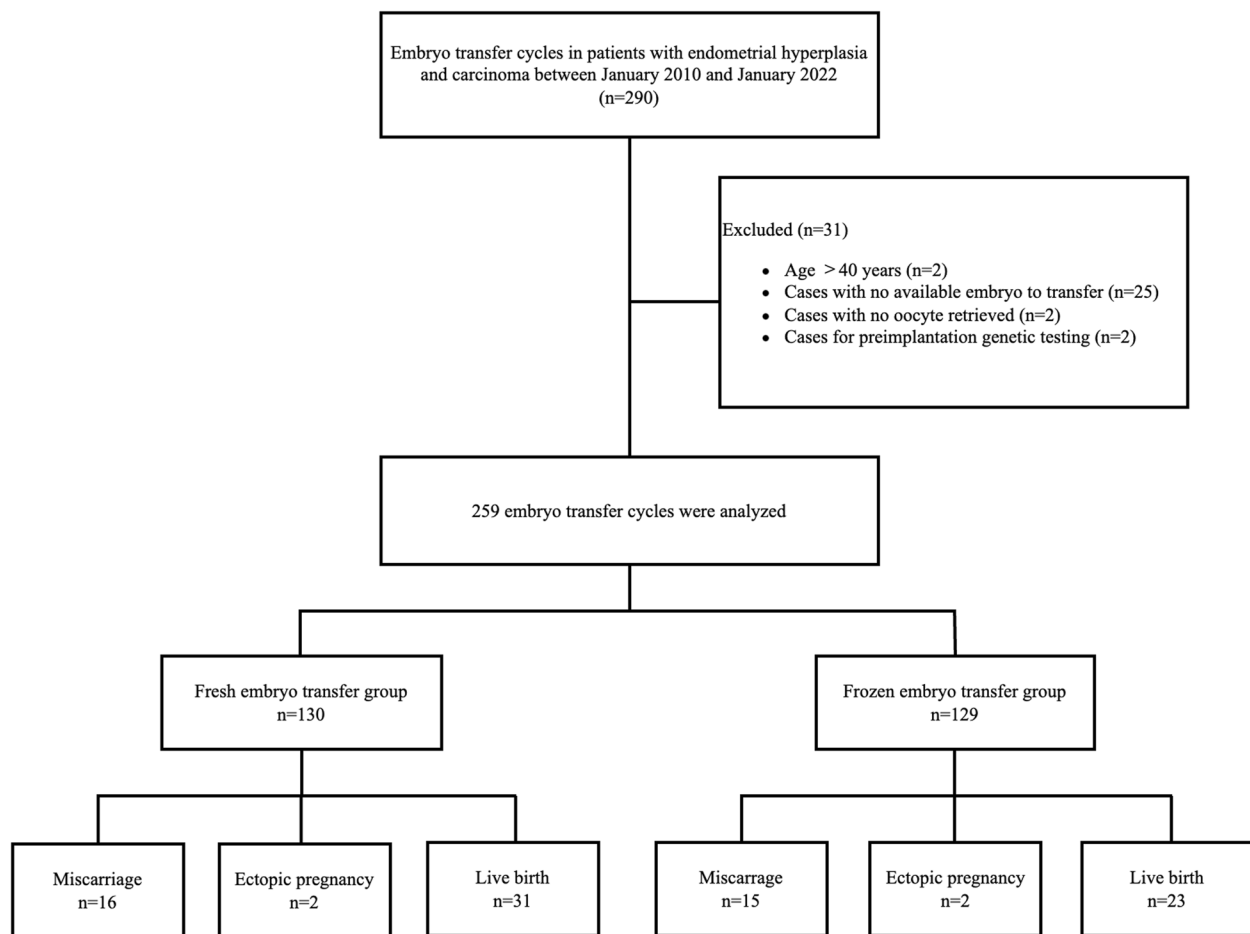 Embryo transfer cycles in patients with endometrial hyperplasia
and carcinoma between January 2010 and January 2022
(n=290)
Excluded (n=31)
• Age >40 years (n=2)
• Cases with no available embryo to transfer (n=25)
• Cases with no oocyte retrieved (n=2)
• Cases for preimplantation genetic testing (n=2)
259 embryo transfer cycles were analyzed
Fresh embryo transfer group
n=130
Frozen embryo transfer group
n=129
Miscarriage
n=16
Ectopic pregnancy
n=2
Live birth
n=31
Miscarrage
n=15
Ectopic pregnancy
n=2
Live birth
n=23